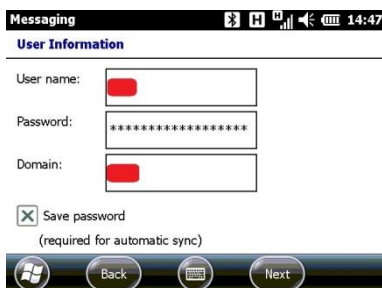 Messaging H H 14:47
User Information
User name:
Password:
******************
Domain:
Save password
(required for automatic sync)
Back Next